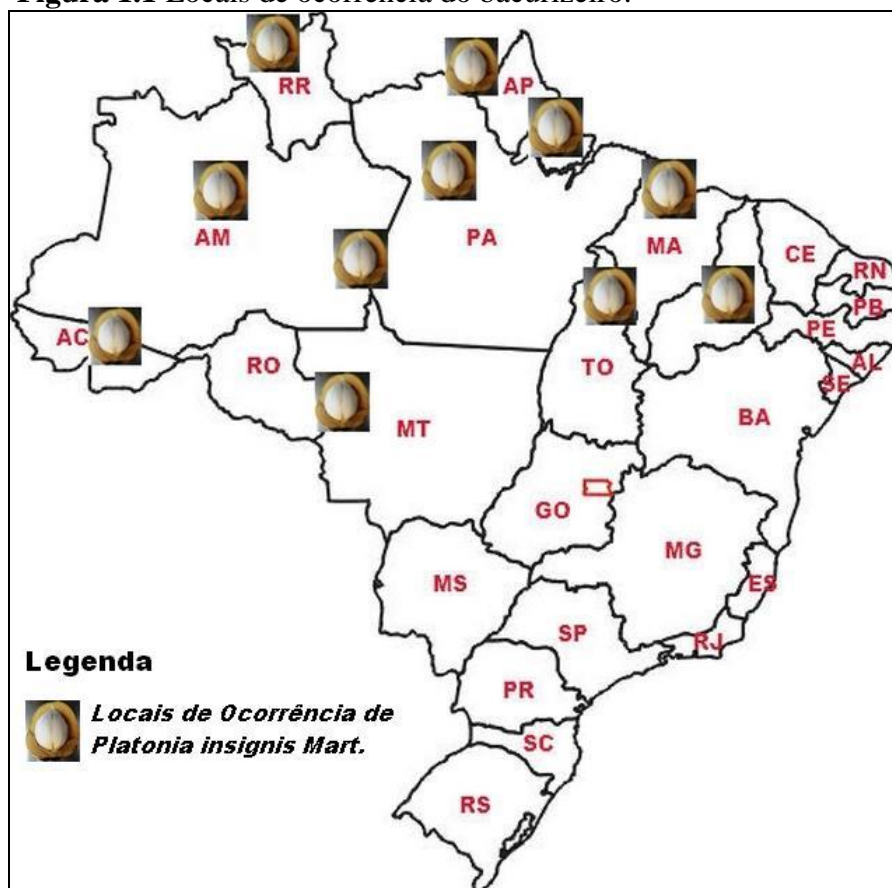 Figura 1.1 Locais de ocorrência do bacurizeiro.
RR
AP
AM
PA
MA
CE
RN
PB
PE
AC
RO
TO
AL
SE
MT
BA
GO
MG
MS
ES
SP
RJ
PR
SC
RS
Legenda
Locais de Ocorrência de
Platonia insignis Mart.